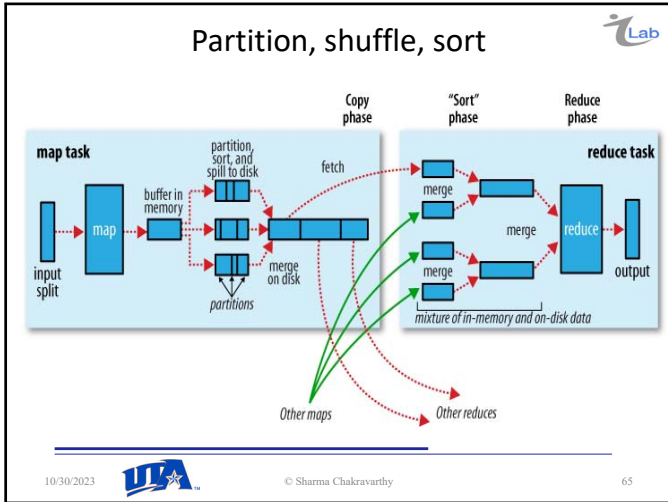 Partition, shuffle, sort
Lab
Copy
phase
"Sort"
phase
Reduce
phase
map task
partition,
sort, and
spill to disk
fetch
reduce task
buffer in
memory
map
merge
merge
reduce
input
split
merge
on disk
merge
output
partitions
mixture of in-memory and on-disk data
Other maps
Other reduces
10/30/2023
UTA
© Sharma Chakravarthy
65